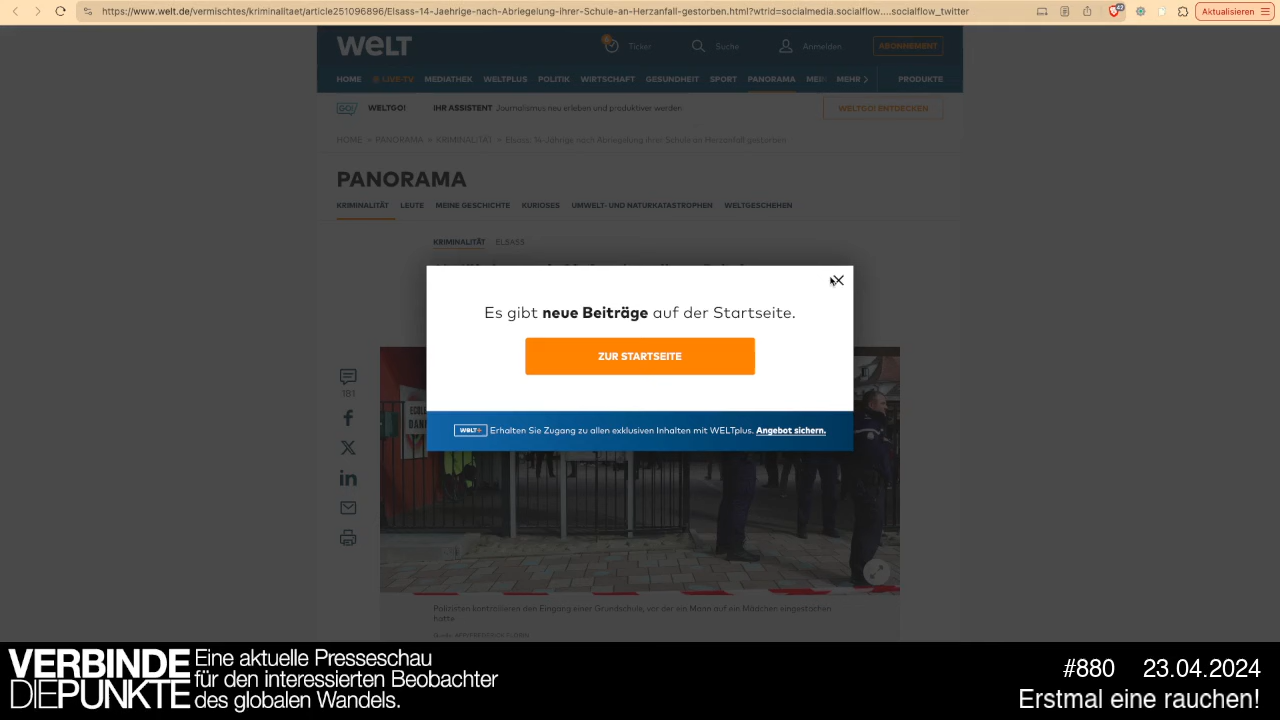 https://www.welt.de/vermischtes/kriminalitaet/article251096896/Elsass-14-Jaehrige-nach-Abriegelung-ihrer-Schule-an-Herzanfall-gestorben.html?wtrid=socialmedia.socialflow....socialflow_twitter
Aktualisieren
WELT
Ticker
Suche
Anmelden
ABONNEMENT
HOME
LIVE-TV
MEDIATHEK
WELTPLUS
POLITIK
WIRTSCHAFT
GESUNDHEIT
SPORT
PANORAMA
MEIN
MEHR
PRODUKTE
GO!
WELTGO!
IHR ASSISTENT Journalismus neu erleben und produktiver werden
WELTGO! ENTDECKEN
HOME » PANORAMA » KRIMINALITÄT » Elsass, 14-Jährige nach Abriegelung ihrer Schule an Herzanfall gestorben
PANORAMA
KRIMINALITÄT
LEUTE
MEINE GESCHICHTE
KURIOSES
UMWELT- UND NATURKATASTROPHEN
WELTGESCHEHEN
KRIMINALITÄT
ELSASS
Es gibt neue Beiträge auf der Startseite.
ZUR STARTSEITE
WELT+ Erhalten Sie Zugang zu allen exklusiven Inhalten mit WELTplus. Angebot sichern.
181
Polizisten kontrollieren den Eingang einer Grundschule, vor der ein Mann auf ein Mädchen eingestochen
hatte
VERBINDE
DIEPUNKTE
Eine aktuelle Presseschau
für den interessierten Beobachter
des globalen Wandels.
#880 23.04.2024
Erstmal eine rauchen!